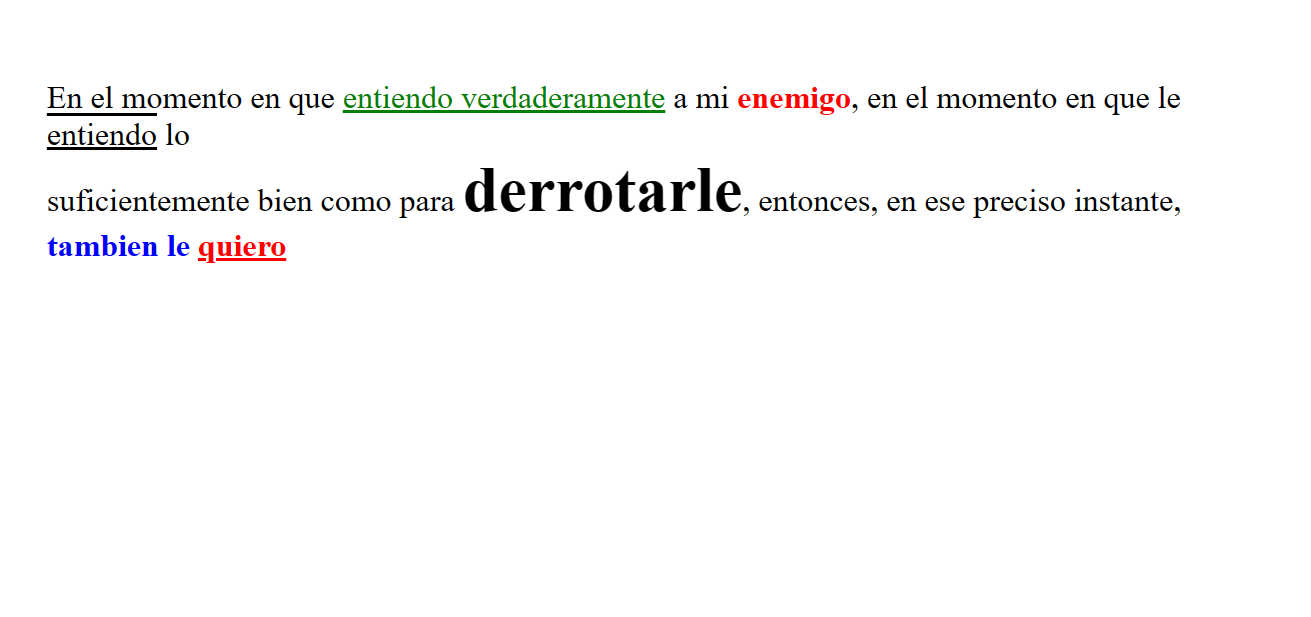 En el momento en que entiendo verdaderamente a mi enemigo, en el momento en que le
entiendo lo
suficientemente bien como para derrotarle, entonces, en ese preciso instante,
tambien le quiero